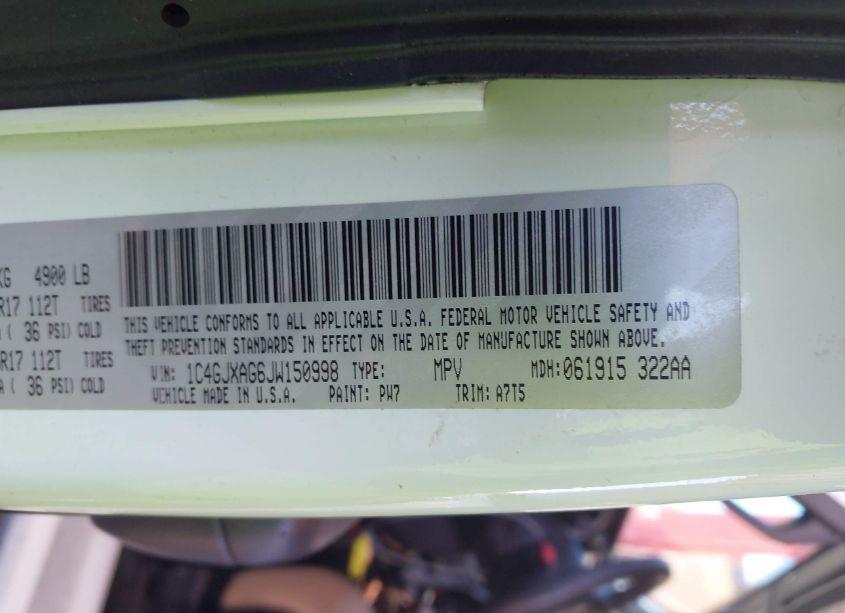 KG 4900 LB
R17 112T TIRES
( 36 PSI) COLD
R17 112T TIRES
A ( 36 PSI) COLD
THIS VEHICLE CONFORMS TO ALL APPLICABLE U.S.A. FEDERAL MOTOR VEHICLE SAFETY AND
THEFT PREVENTION STANDARDS IN EFFECT ON THE DATE OF MANUFACTURE SHOWN ABOVE.
VIN: 1C4GJXAG6JW150998 TYPE: MPV MDH:061915 322AA
VEHICLE MADE IN U.S.A. PAINT: PW7 TRIM: A7T5